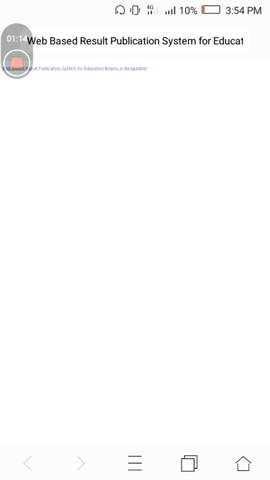 4G 10% 3:54 PM
01:14
Web Based Result Publication System for Educat
Web Based Result Publication System for Education Boards in Bangladesh